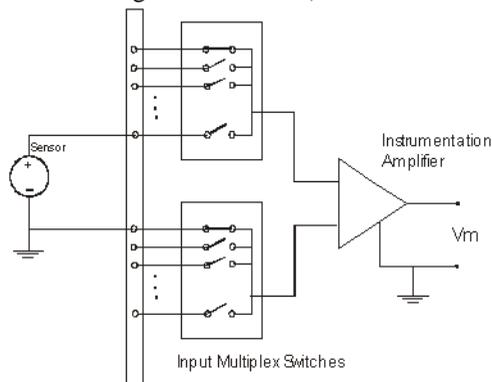 Sensor
+
-
Instrumentation
Amplifier
Vm
Input Multiplex Switches